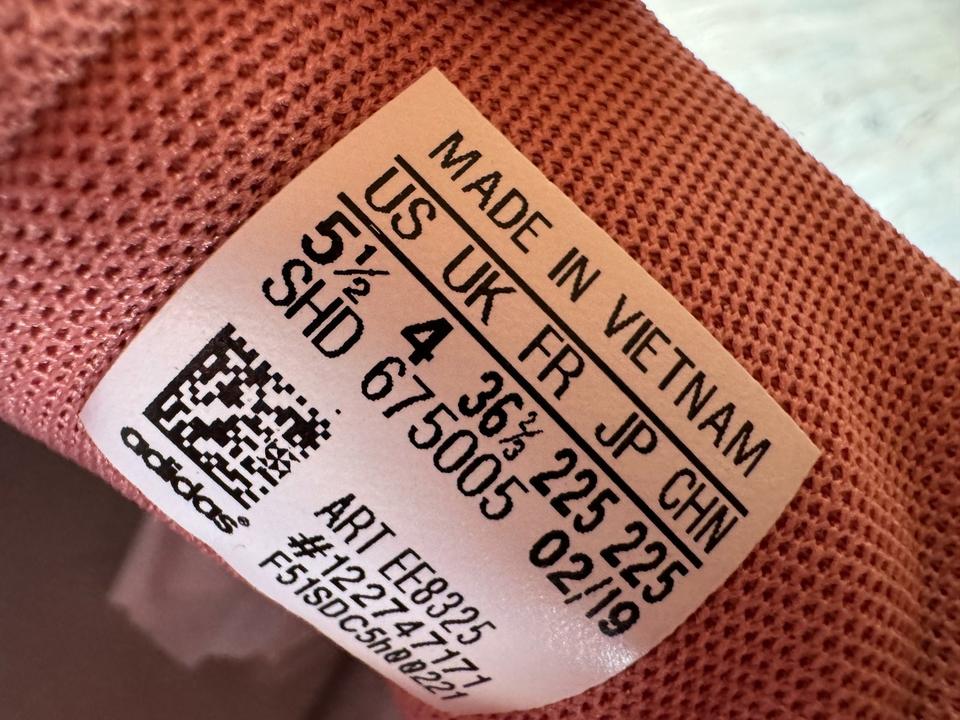 MADE IN VIETNAM
US UK FR JP CHN
5½ 4 36⅔ 225 225
SHD 675005 02/19
adidas®
ART EE8325
#122747171
F51SDC5h00221